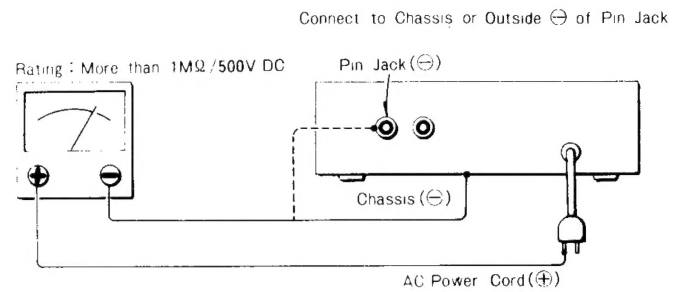 Connect to Chassis or Outside ⊖ of Pin Jack
Rating : More than 1MΩ/500V DC
Pin Jack (⊖)
Chassis (⊖)
AC Power Cord (⊕)